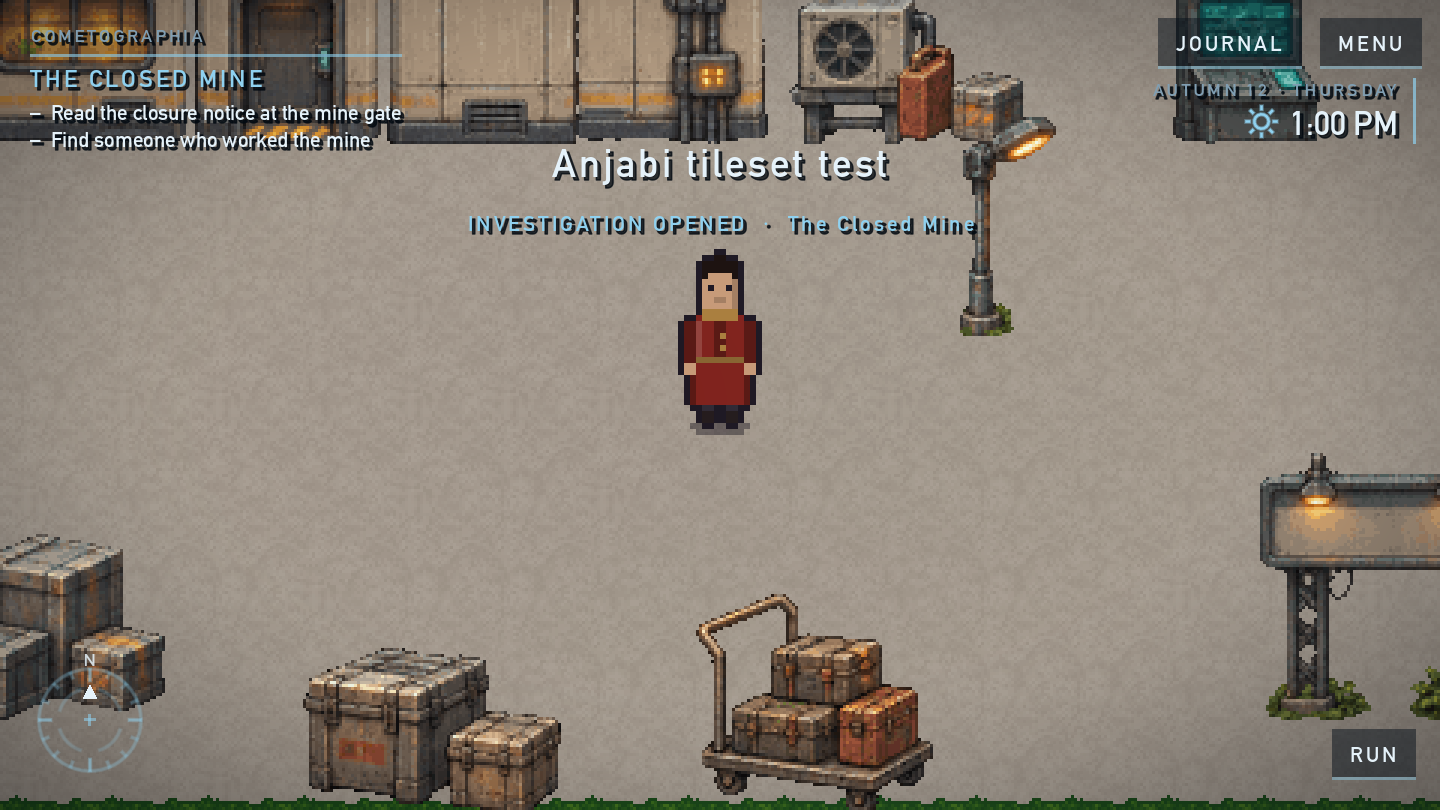 COMETOGRAPHIA
THE CLOSED MINE
– Read the closure notice at the mine gate
– Find someone who worked the mine
JOURNAL
MENU
AUTUMN 12 · THURSDAY
1:00 PM
Anjabi tileset test
INVESTIGATION OPENED · The Closed Mine
N
RUN